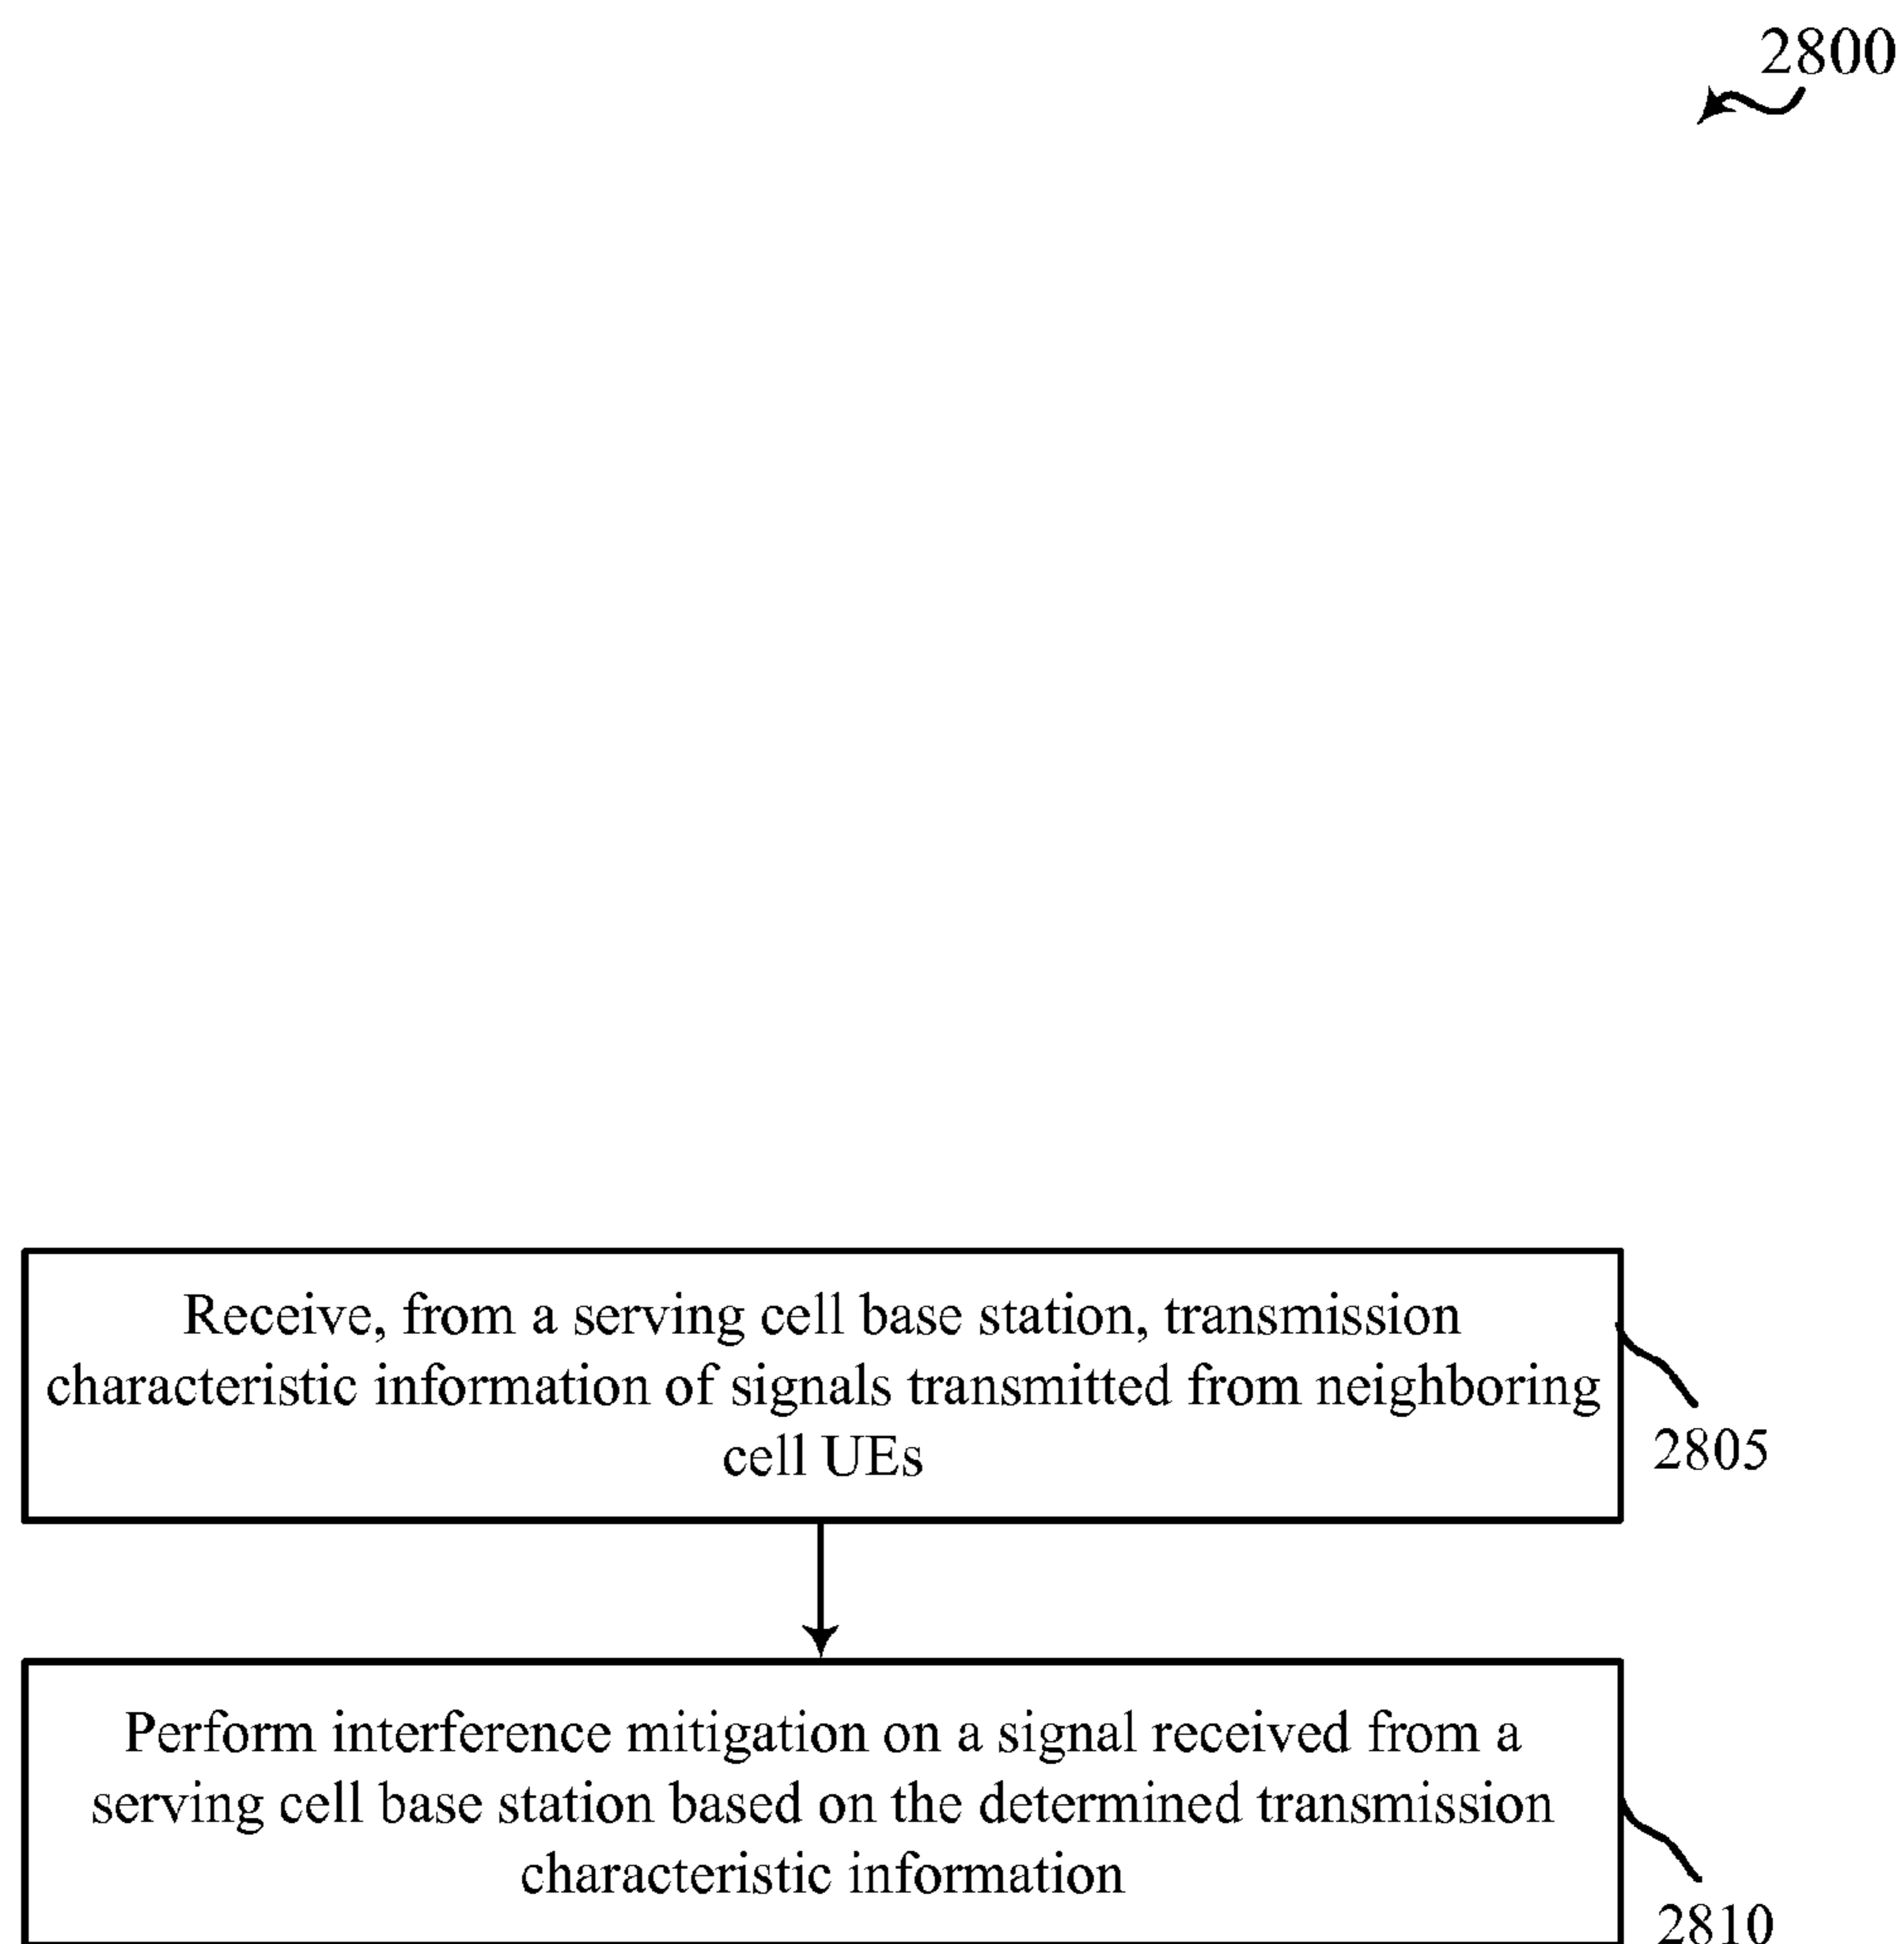 2800
Receive, from a serving cell base station, transmission
characteristic information of signals transmitted from neighboring
cell UEs
2805
Perform interference mitigation on a signal received from a
serving cell base station based on the determined transmission
characteristic information
2810